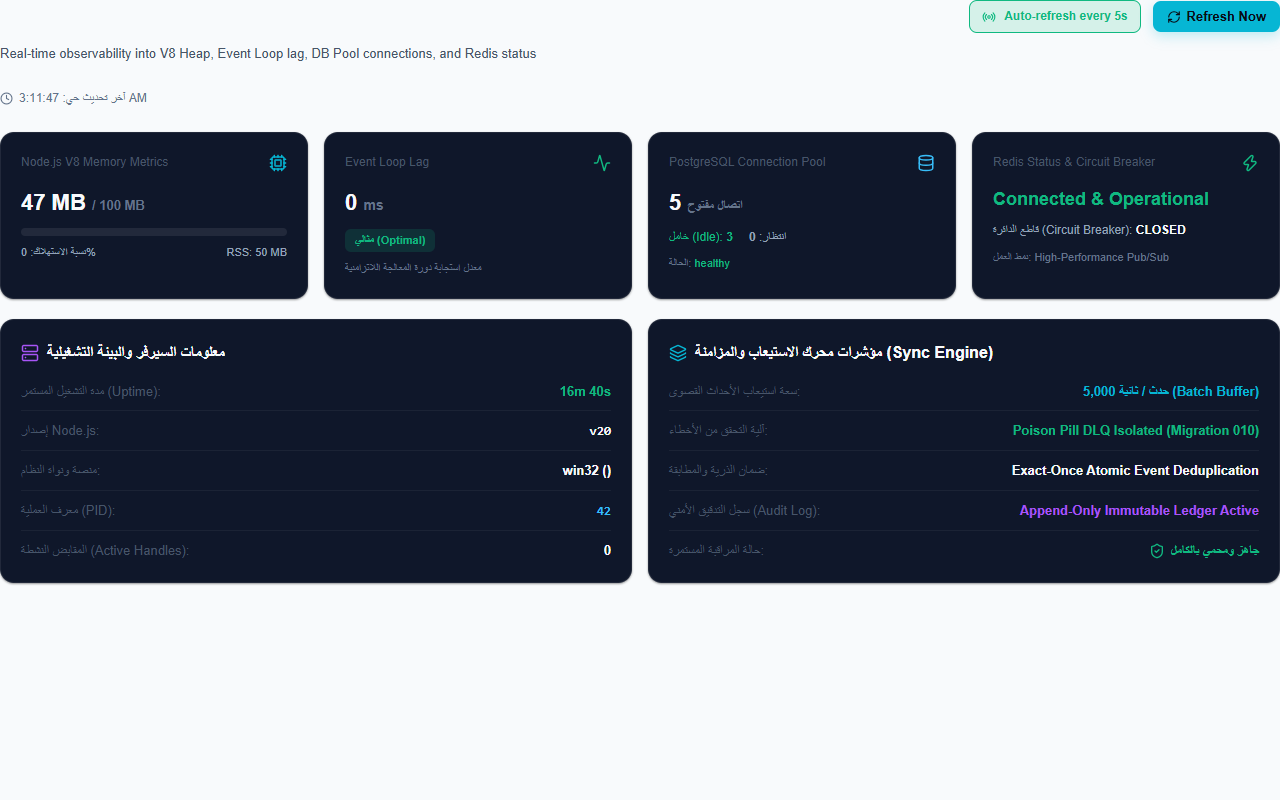 Auto-refresh every 5s
Refresh Now
Real-time observability into V8 Heap, Event Loop lag, DB Pool connections, and Redis status
آخر تحديث حي: 3:11:47 AM
Node.js V8 Memory Metrics
47 MB / 100 MB
نسبة الاستهلاك: 0%
RSS: 50 MB
Event Loop Lag
0 ms
مثالي (Optimal)
معدل استجابة دورة المعالجة اللاتزامنية
PostgreSQL Connection Pool
5 اتصال مفتوح
خامل (Idle): 3
انتظار: 0
الحالة: healthy
Redis Status & Circuit Breaker
Connected & Operational
قاطع الدائرة (Circuit Breaker): CLOSED
نمط العمل: High-Performance Pub/Sub
معلومات السيرفر والبيئة التشغيلية
مدة التشغيل المستمر (Uptime): 16m 40s
إصدار Node.js: v20
منصة ونواة النظام: win32 ()
معرف العملية (PID): 42
المقابض النشطة (Active Handles): 0
مؤشرات محرك الاستيعاب والمزامنة (Sync Engine)
سعة استيعاب الأحداث القصوى: 5,000 حدث / ثانية (Batch Buffer)
آلية التحقق من الأخطاء: Poison Pill DLQ Isolated (Migration 010)
ضمان الذرية والمطابقة: Exact-Once Atomic Event Deduplication
سجل التدقيق الأمني (Audit Log): Append-Only Immutable Ledger Active
حالة المراقبة المستمرة: جاهز ومحمي بالكامل